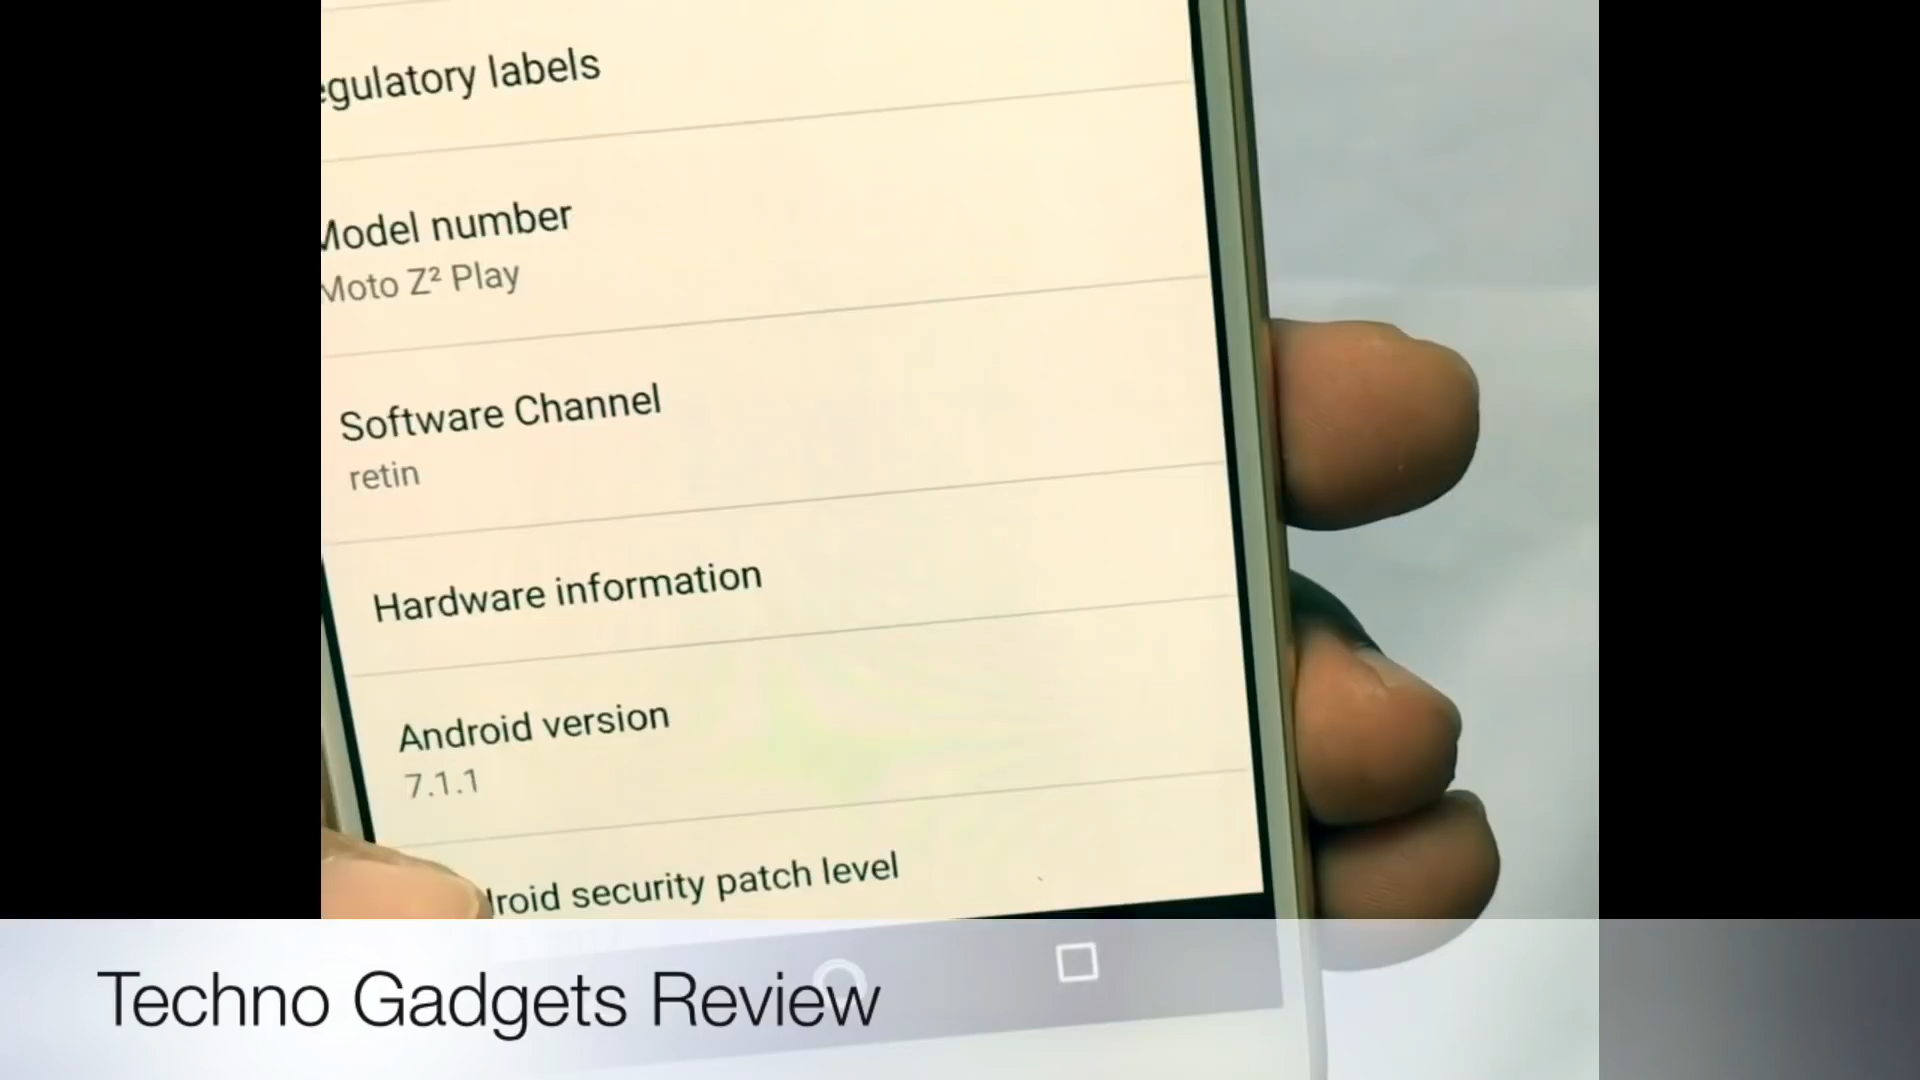 egulatory labels
Model number
Moto Z² Play
Software Channel
retin
Hardware information
Android version
7.1.1
droid security patch level
Techno Gadgets Review